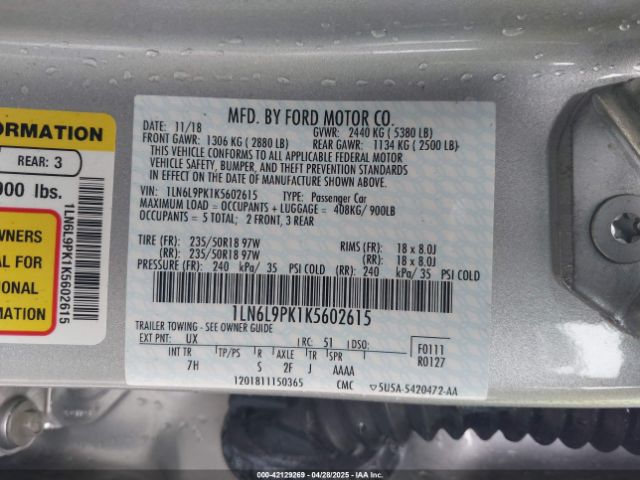 ORMATION
REAR: 3
900 lbs.
WNERS
AL FOR
IONAL
ION
1LN6L9PK1K5602615
MFD. BY FORD MOTOR CO.
DATE: 11/18 GVWR: 2440 KG ( 5380 LB)
FRONT GAWR: 1306 KG ( 2880 LB) REAR GAWR: 1134 KG ( 2500 LB)
THIS VEHICLE CONFORMS TO ALL APPLICABLE FEDERAL MOTOR
VEHICLE SAFETY, BUMPER, AND THEFT PREVENTION STANDARDS
IN EFFECT ON THE DATE OF MANUFACTURE SHOWN ABOVE.
VIN: 1LN6L9PK1K5602615 TYPE: Passenger Car
MAXIMUM LOAD = OCCUPANTS + LUGGAGE = 408KG/ 900LB
OCCUPANTS = 5 TOTAL; 2 FRONT, 3 REAR
TIRE (FR): 235/50R18 97W RIMS (FR): 18 x 8.0J
(RR): 235/50R18 97W (RR): 18 x 8.0J
PRESSURE (FR): 240 kPa/ 35 PSI COLD (RR): 240 kPa/ 35 PSI COLD
1LN6L9PK1K5602615
TRAILER TOWING - SEE OWNER GUIDE
EXT PNT: UX RC: 51 DSO: F0111
R0127
INT TR TP/PS R AXLE TR SPR
7H S 2F J AAAA
1201811150365 CMC ▽5U5A-5420472-AA
000-42129269 04/28/2025 IAA Inc.